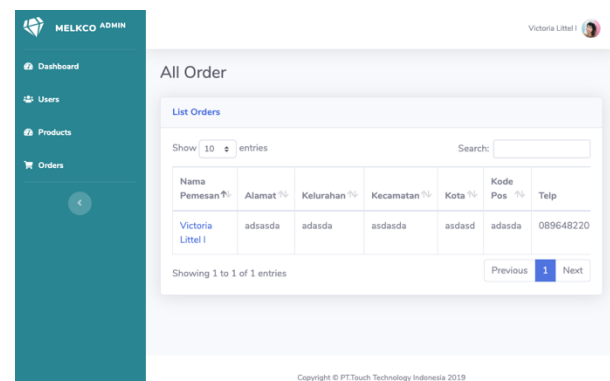 MELKCO ADMIN
Victoria Littel I
Dashboard
Users
Products
Orders
All Order
List Orders
Show 10 entries
Search:
Nama Pemesan Alamat Kelurahan Kecamatan Kota Kode Pos Telp
Victoria Littel I adsasda adasda asdasda asdasd adasda 089648220
Showing 1 to 1 of 1 entries
Previous 1 Next
Copyright © PT.Touch Technology Indonesia 2019